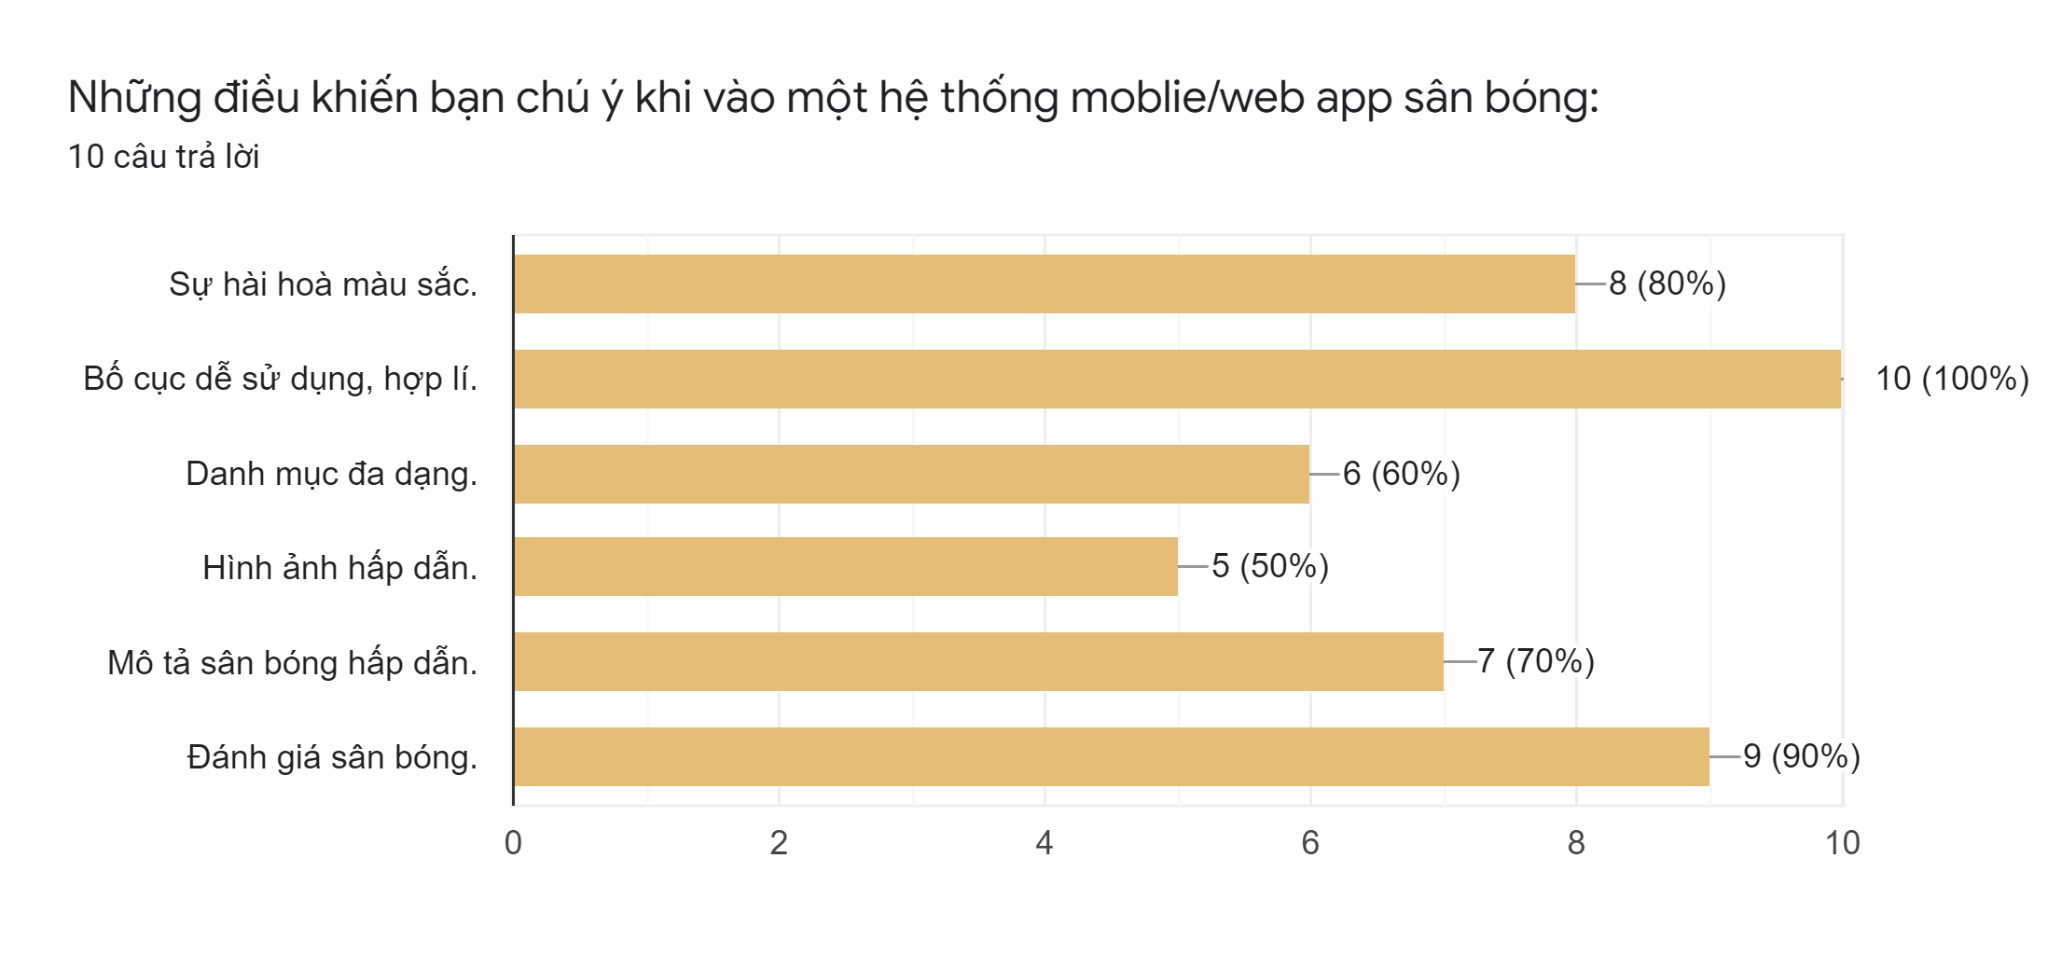 Những điều khiến bạn chú ý khi vào một hệ thống moblie/web app sân bóng:
10 câu trả lời
Sự hài hoà màu sắc.
8 (80%)
Bố cục dễ sử dụng, hợp lí.
10 (100%)
Danh mục đa dạng.
6 (60%)
Hình ảnh hấp dẫn.
5 (50%)
Mô tả sân bóng hấp dẫn.
7 (70%)
Đánh giá sân bóng.
9 (90%)
0 2 4 6 8 10